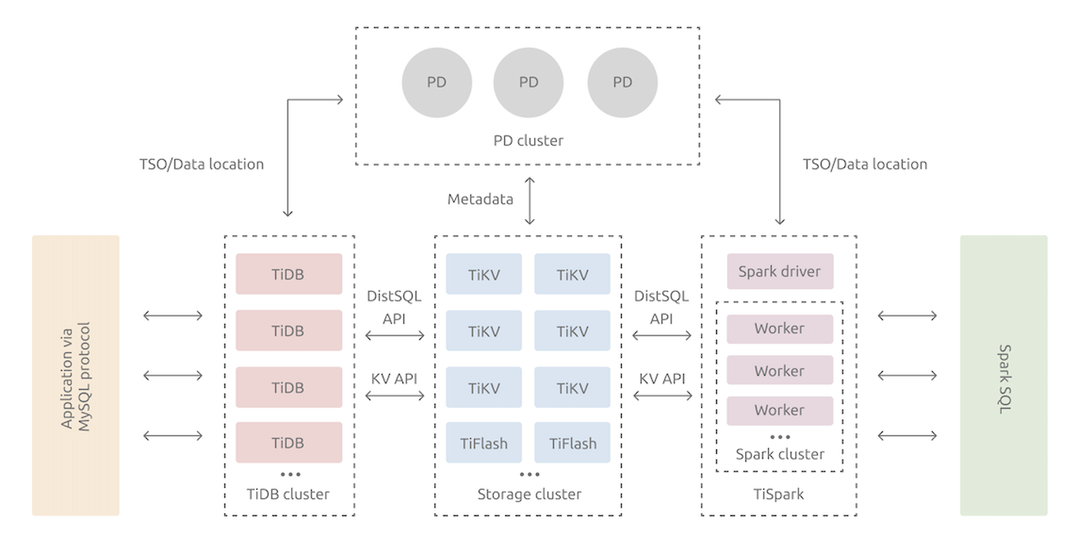 PD
PD
PD
PD cluster
TSO/Data location
TSO/Data location
Metadata
Application via
MySQL protocol
TiDB
TiDB
TiDB
TiDB
•••
TiDB cluster
DistSQL
API
KV API
TiKV
TiKV
TiKV
TiKV
TiKV
TiKV
TiFlash
TiFlash
•••
Storage cluster
DistSQL
API
KV API
Spark driver
Worker
Worker
Worker
•••
Spark cluster
TiSpark
Spark SQL